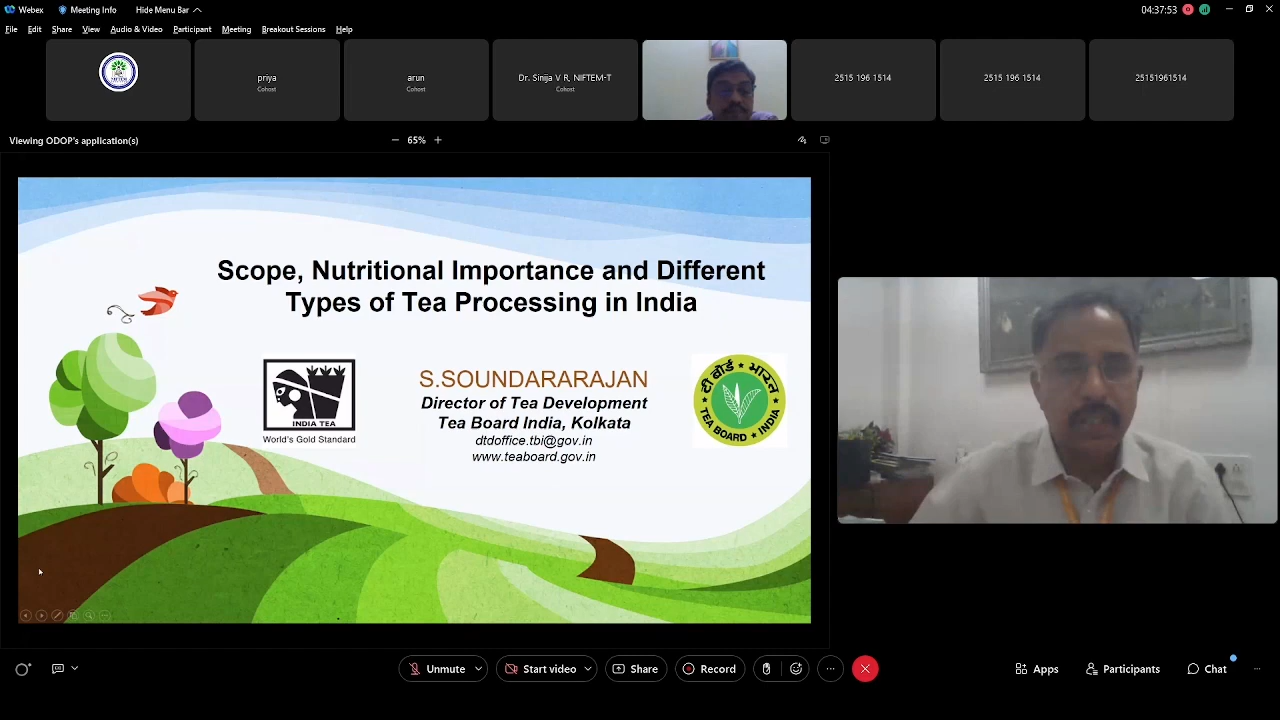 Webex
Meeting Info
Hide Menu Bar
04:37:53
File Edit Share View Audio & Video Participant Meeting Breakout Sessions Help
priya
Cohost
arun
Cohost
Dr. Sinija V R, NIFTEM-T
Cohost
2515 196 1514
2515 196 1514
25151961514
Viewing ODOP's application(s)
65%
Scope, Nutritional Importance and Different
Types of Tea Processing in India
INDIA TEA
World's Gold Standard
S.SOUNDARARAJAN
Director of Tea Development
Tea Board India, Kolkata
dtdoffice.tbi@gov.in
www.teaboard.gov.in
टी बोर्ड भारत
TEA BOARD INDIA
Unmute
Start video
Share
Record
Apps
Participants
Chat